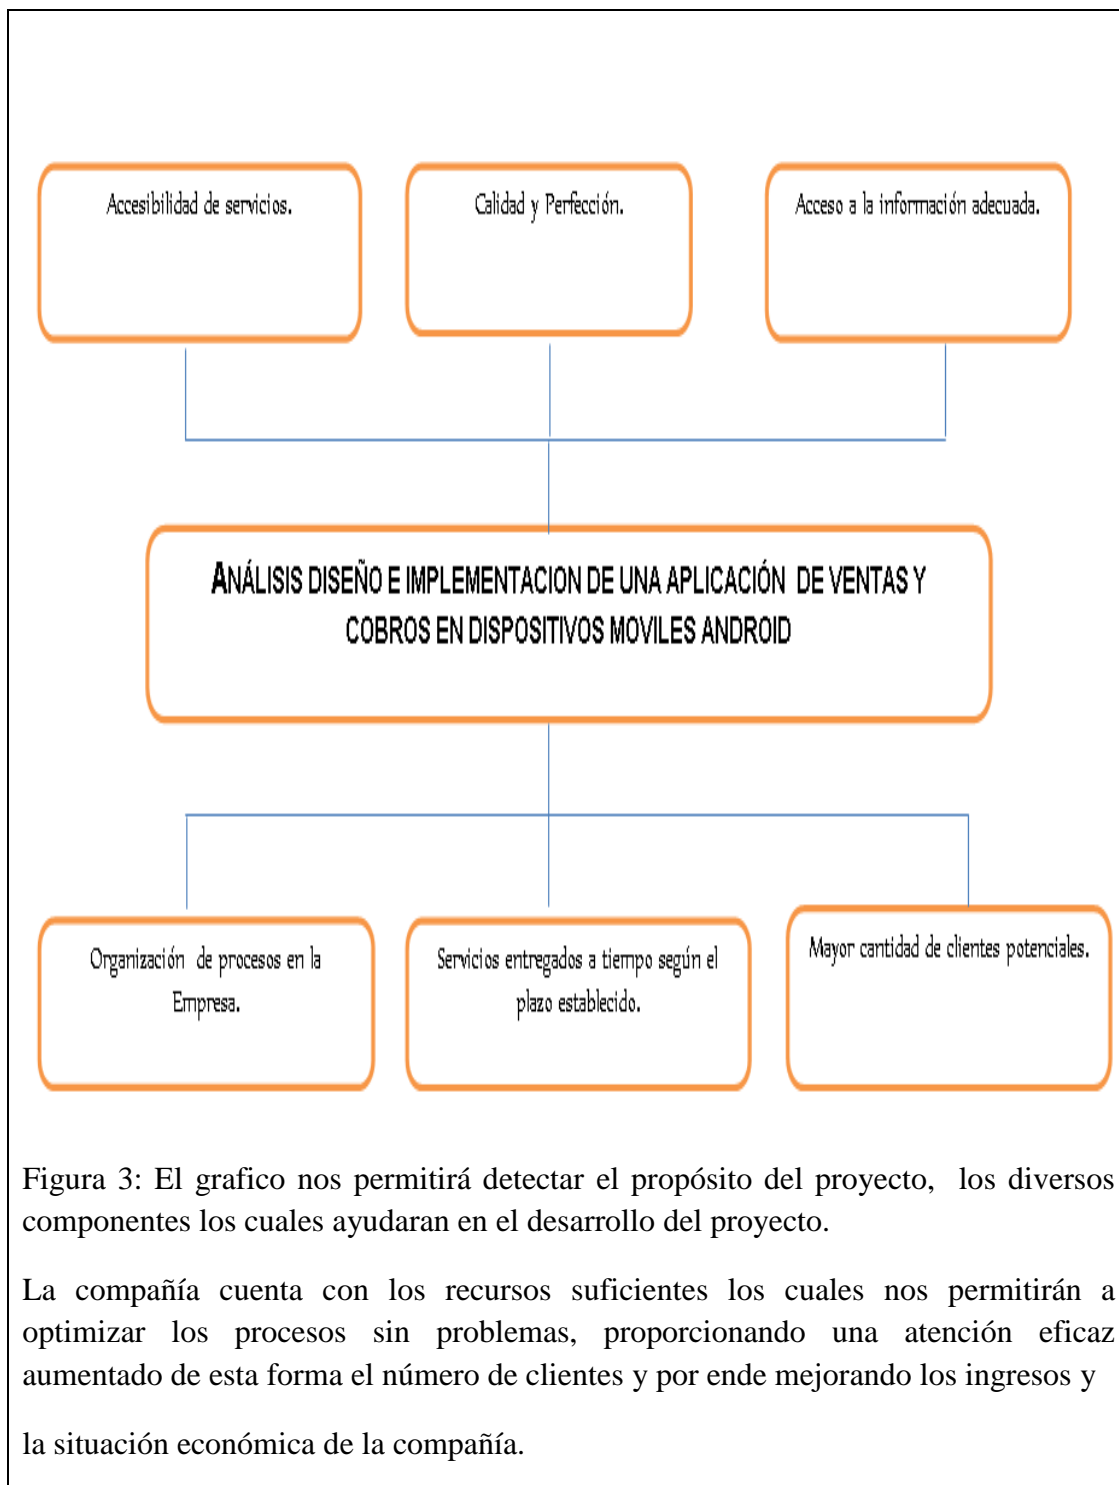 Accesibilidad de servicios.
Calidad y Perfección.
Acceso a la información adecuada.
ANÁLISIS DISEÑO E IMPLEMENTACION DE UNA APLICACIÓN DE VENTAS Y
COBROS EN DISPOSITIVOS MOVILES ANDROID
Organización de procesos en la
Empresa.
Servicios entregados a tiempo según el
plazo establecido.
Mayor cantidad de clientes potenciales.
Figura 3: El grafico nos permitirá detectar el propósito del proyecto, los diversos
componentes los cuales ayudaran en el desarrollo del proyecto.
La compañía cuenta con los recursos suficientes los cuales nos permitirán a
optimizar los procesos sin problemas, proporcionando una atención eficaz
aumentado de esta forma el número de clientes y por ende mejorando los ingresos y
la situación económica de la compañía.